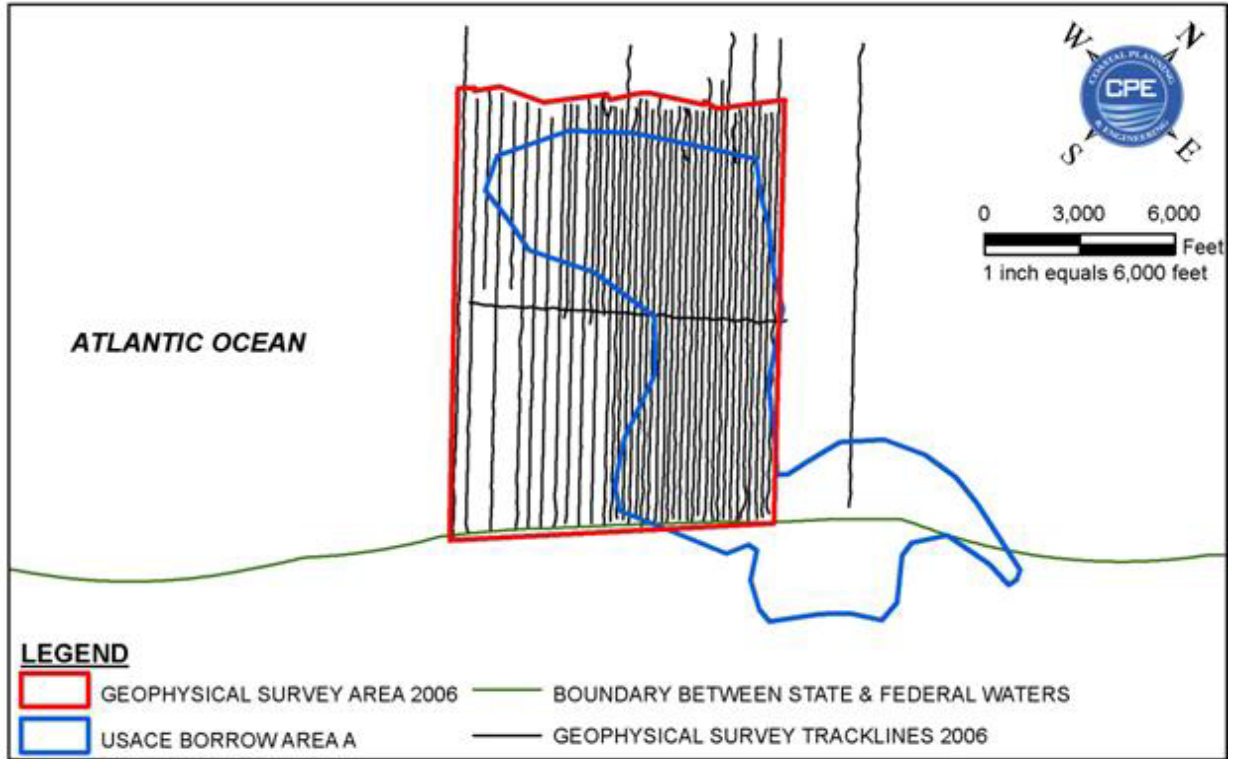 W
N
COASTAL PLANNING
CPE
& ENGINEERING
S
E
0 3,000 6,000
Feet
1 inch equals 6,000 feet
ATLANTIC OCEAN
LEGEND
GEOPHYSICAL SURVEY AREA 2006
BOUNDARY BETWEEN STATE & FEDERAL WATERS
USACE BORROW AREA A
GEOPHYSICAL SURVEY TRACKLINES 2006